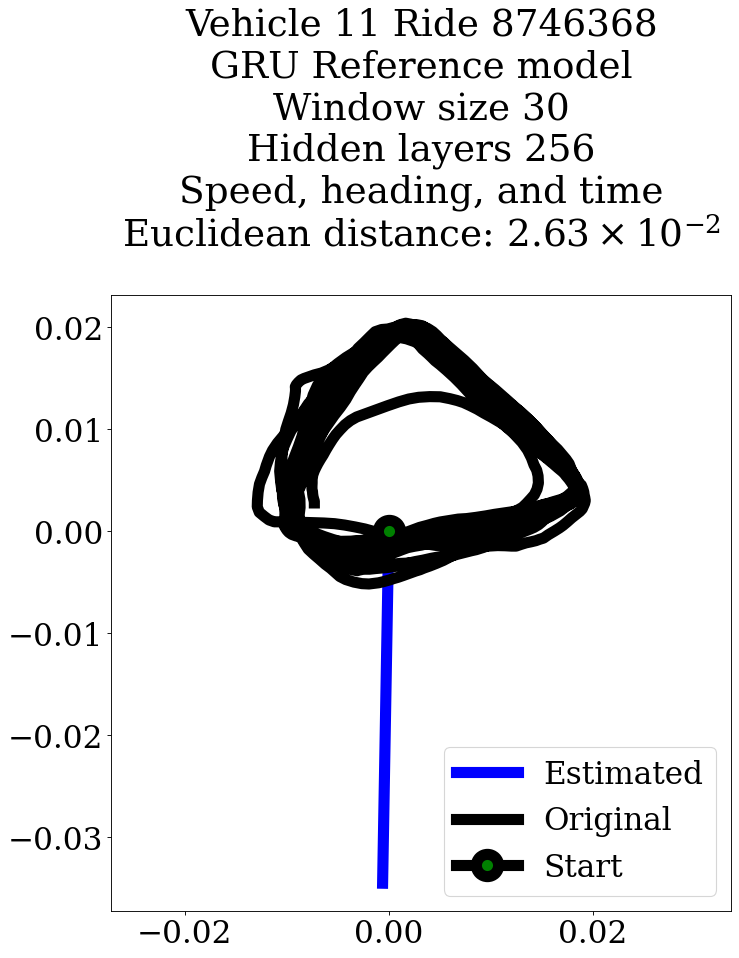 Vehicle 11 Ride 8746368
GRU Reference model
Window size 30
Hidden layers 256
Speed, heading, and time
Euclidean distance: 2.63 × 10⁻²
0.02
0.01
0.00
−0.01
−0.02
−0.03
Estimated
Original
Start
−0.02
0.00
0.02